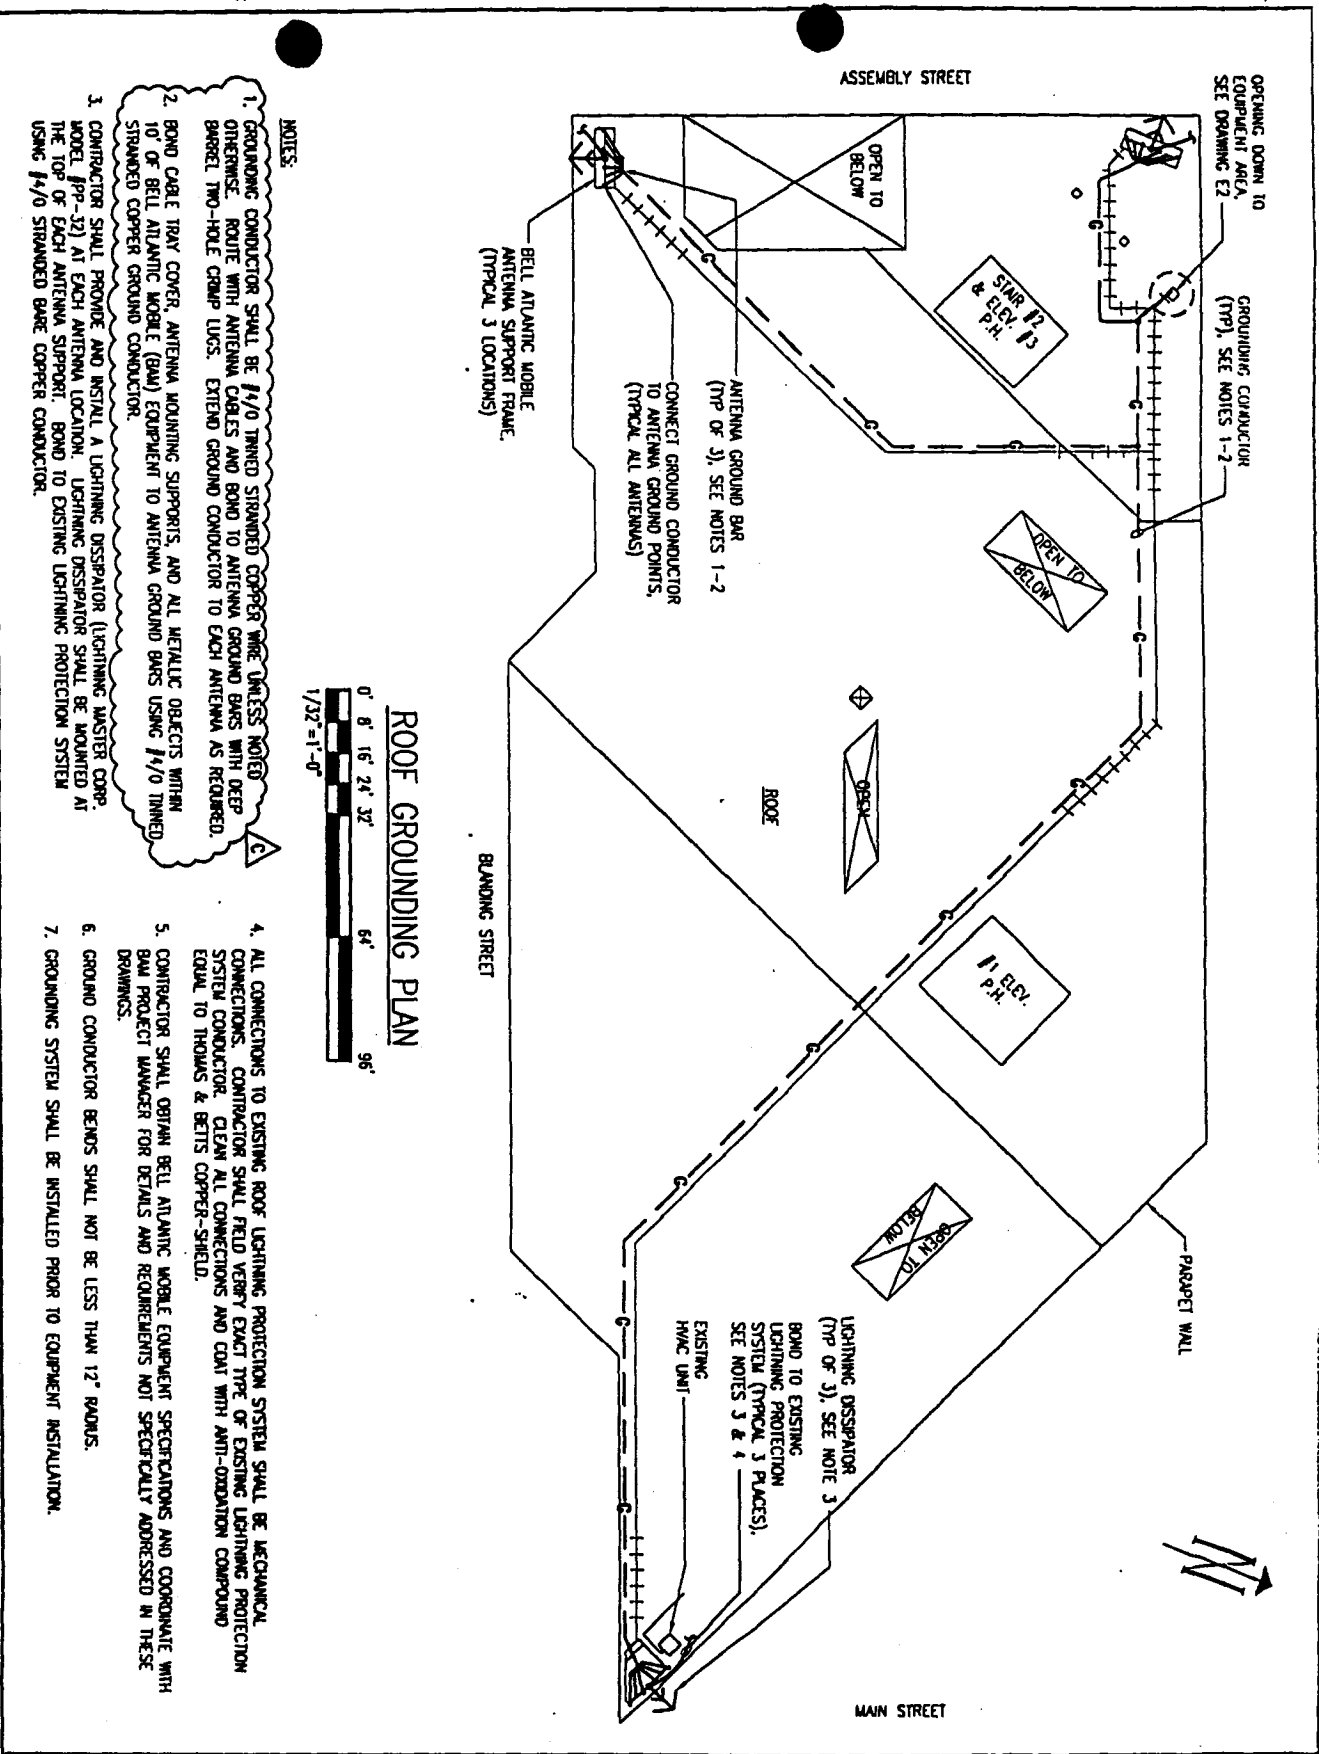 ASSEMBLY STREET
OPENING DOWN TO
EQUIPMENT AREA,
SEE DRAWING E2
GROUNDING CONDUCTOR
(TYP), SEE NOTES 1-2
OPEN TO
BELOW
STAIR #2
& ELEV. #3
P.H.
G
G
G
G
G
G
G
G
G
G
G
G
ANTENNA GROUND BAR
(TYP OF 3), SEE NOTES 1-2
CONNECT GROUND CONDUCTOR
TO ANTENNA GROUND POINTS,
(TYPICAL ALL ANTENNAS)
BELL ATLANTIC MOBILE
ANTENNA SUPPORT FRAME,
(TYPICAL 3 LOCATIONS)
OPEN TO
BELOW
OPEN
ROOF
#1 ELEV.
P.H.
OPEN TO
BELOW
PARAPET WALL
LIGHTNING DISSIPATOR
(TYP OF 3), SEE NOTE 3
BOND TO EXISTING
LIGHTNING PROTECTION
SYSTEM (TYPICAL 3 PLACES),
SEE NOTES 3 & 4
EXISTING
HVAC UNIT
N
MAIN STREET
BLANDING STREET
ROOF GROUNDING PLAN
0' 8' 16' 24' 32' 64' 96'
1/32"=1'-0"
NOTES:
C
1. GROUNDING CONDUCTOR SHALL BE #4/0 TINNED STRANDED COPPER WIRE UNLESS NOTED
OTHERWISE. ROUTE WITH ANTENNA CABLES AND BOND TO ANTENNA GROUND BARS WITH DEEP
BARREL TWO-HOLE CRIMP LUGS. EXTEND GROUND CONDUCTOR TO EACH ANTENNA AS REQUIRED.
2. BOND CABLE TRAY COVER, ANTENNA MOUNTING SUPPORTS, AND ALL METALLIC OBJECTS WITHIN
10' OF BELL ATLANTIC MOBILE (BAM) EQUIPMENT TO ANTENNA GROUND BARS USING #4/0 TINNED
STRANDED COPPER GROUND CONDUCTOR.
3. CONTRACTOR SHALL PROVIDE AND INSTALL A LIGHTNING DISSIPATOR (LIGHTNING MASTER CORP.
MODEL #PP-32) AT EACH ANTENNA LOCATION. LIGHTNING DISSIPATOR SHALL BE MOUNTED AT
THE TOP OF EACH ANTENNA SUPPORT. BOND TO EXISTING LIGHTNING PROTECTION SYSTEM
USING #4/0 STRANDED BARE COPPER CONDUCTOR.
4. ALL CONNECTIONS TO EXISTING ROOF LIGHTNING PROTECTION SYSTEM SHALL BE MECHANICAL
CONNECTIONS. CONTRACTOR SHALL FIELD VERIFY EXACT TYPE OF EXISTING LIGHTNING PROTECTION
SYSTEM CONDUCTOR. CLEAN ALL CONNECTIONS AND COAT WITH ANTI-OXIDATION COMPOUND
EQUAL TO THOMAS & BETTS COPPER-SHIELD.
5. CONTRACTOR SHALL OBTAIN BELL ATLANTIC MOBILE EQUIPMENT SPECIFICATIONS AND COORDINATE WITH
BAM PROJECT MANAGER FOR DETAILS AND REQUIREMENTS NOT SPECIFICALLY ADDRESSED IN THESE
DRAWINGS.
6. GROUND CONDUCTOR BENDS SHALL NOT BE LESS THAN 12" RADIUS.
7. GROUNDING SYSTEM SHALL BE INSTALLED PRIOR TO EQUIPMENT INSTALLATION.